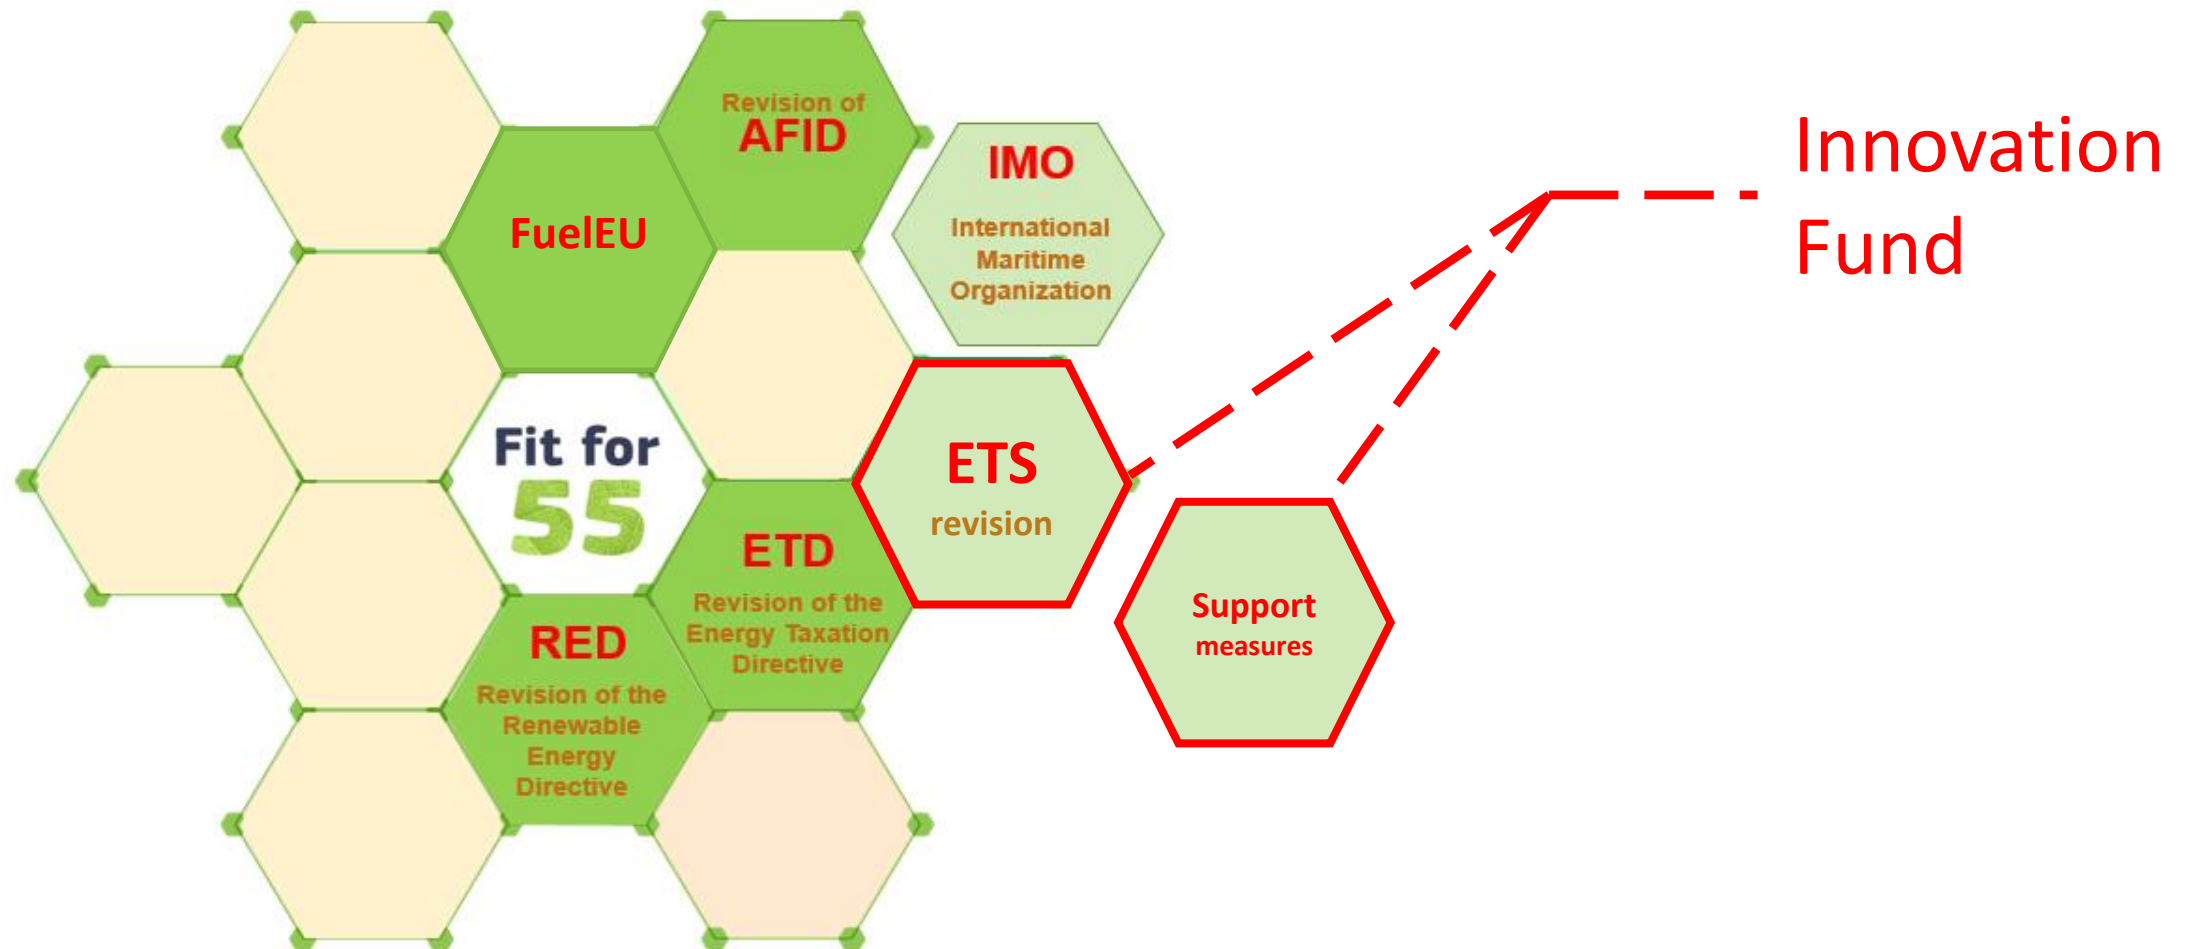 Revision of
AFID
IMO
International
Maritime
Organization
Innovation
Fund
FuelEU
Fit for
55
ETS
revision
ETD
Revision of the
Energy Taxation
Directive
RED
Revision of the
Renewable
Energy
Directive
Support
measures